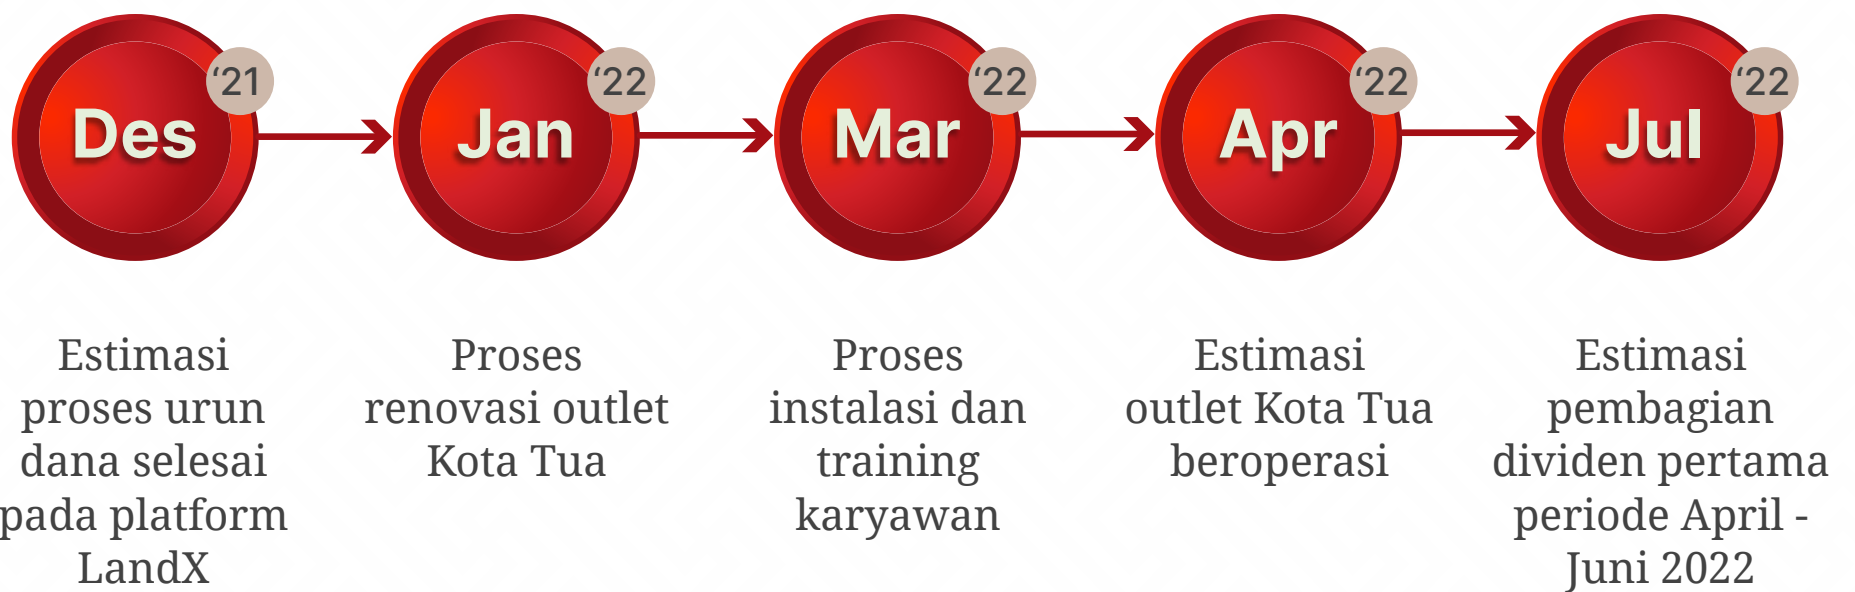 Des
‘21
Jan
‘22
Mar
‘22
Apr
‘22
Jul
‘22
Estimasi
proses urun
dana selesai
pada platform
LandX
Proses
renovasi outlet
Kota Tua
Proses
instalasi dan
training
karyawan
Estimasi
outlet Kota Tua
beroperasi
Estimasi
pembagian
dividen pertama
periode April -
Juni 2022